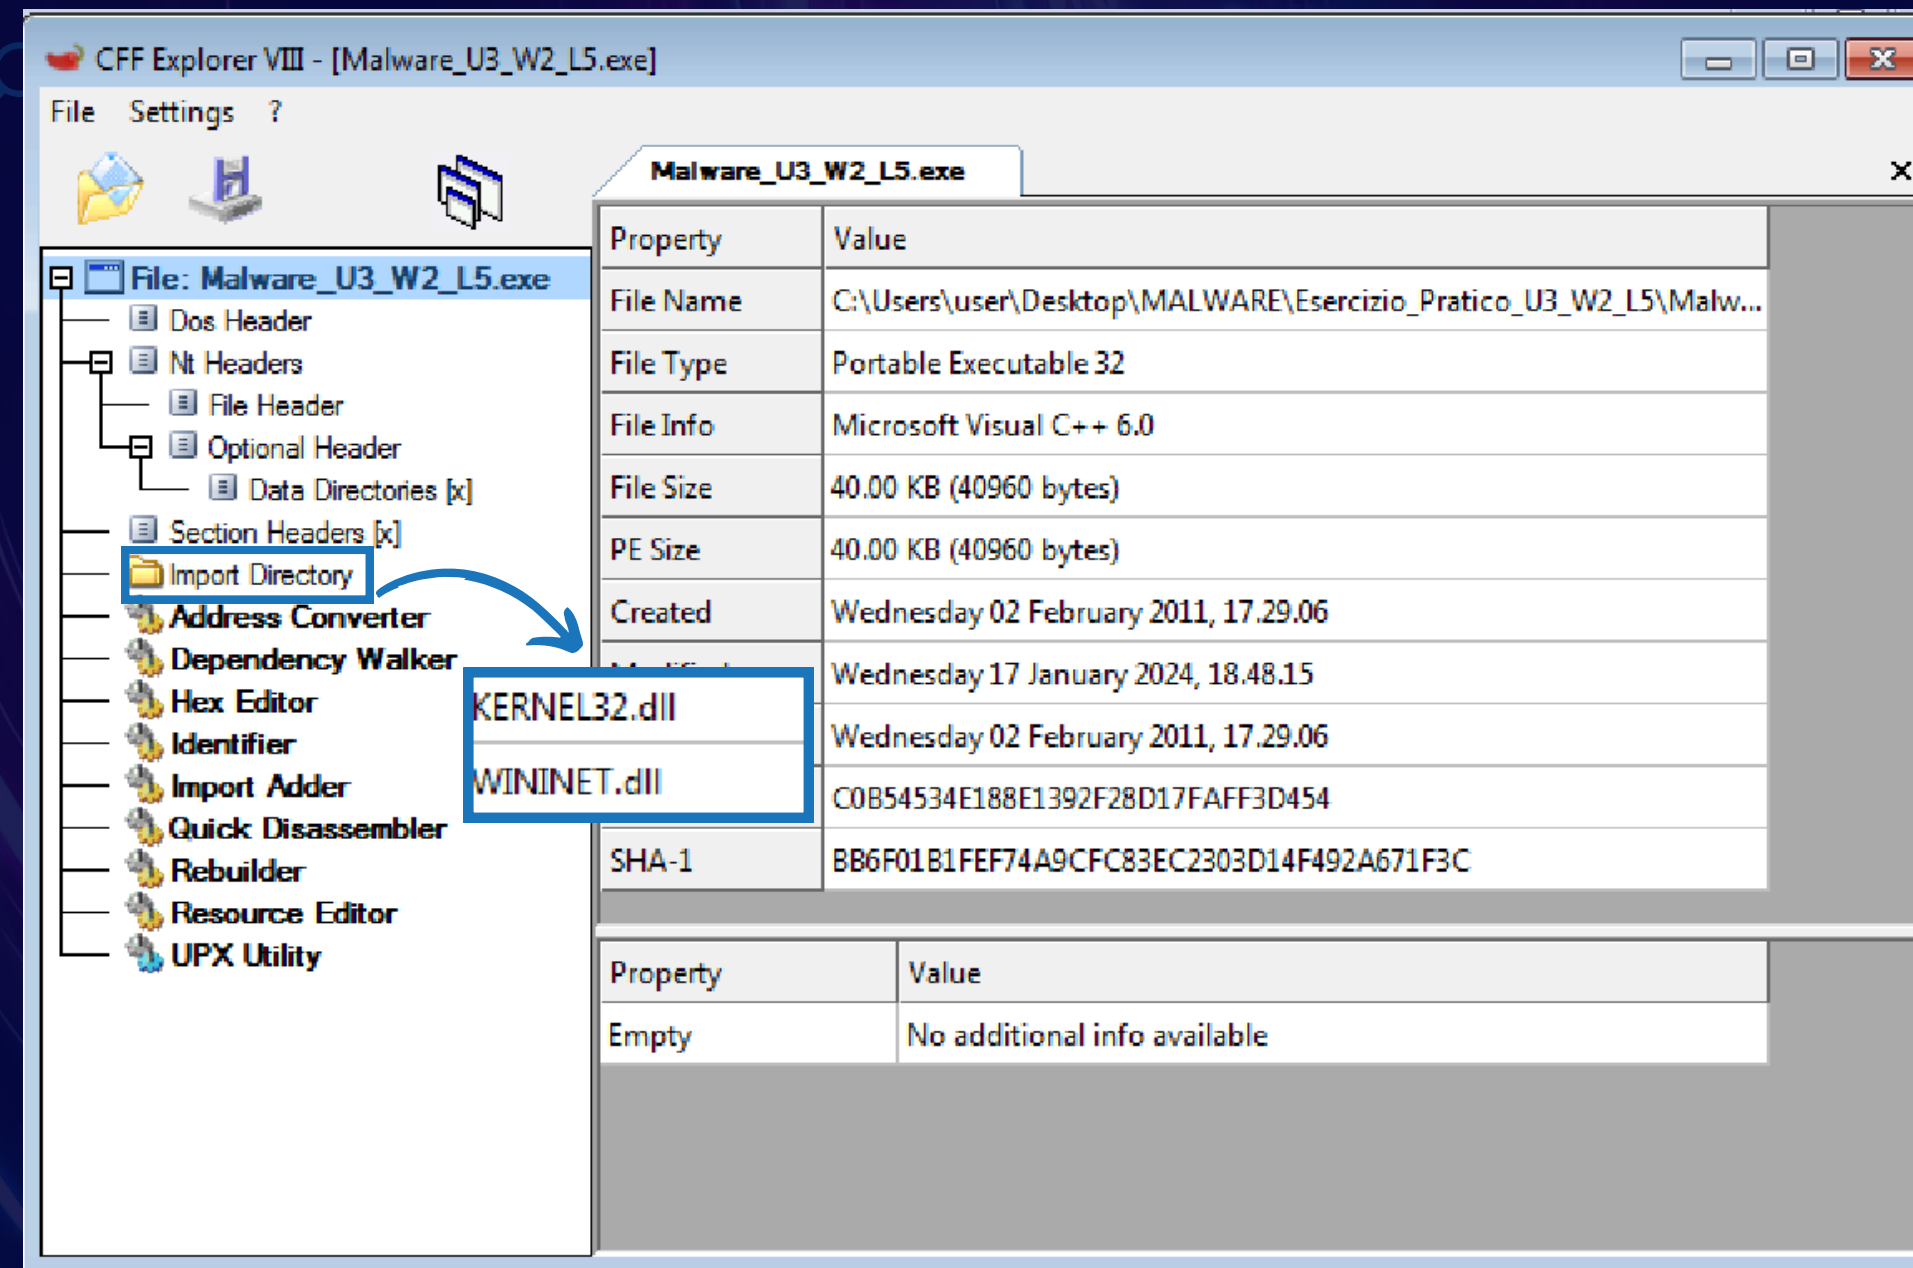 CFF Explorer VIII - [Malware_U3_W2_L5.exe]
File Settings ?
Malware_U3_W2_L5.exe
File: Malware_U3_W2_L5.exe
Dos Header
Nt Headers
File Header
Optional Header
Data Directories [x]
Section Headers [x]
Import Directory
Address Converter
Dependency Walker
Hex Editor
Identifier
Import Adder
Quick Disassembler
Rebuilder
Resource Editor
UPX Utility
KERNEL32.dll
WININET.dll
Property Value
File Name C:\Users\user\Desktop\MALWARE\Esercizio_Pratico_U3_W2_L5\Malw...
File Type Portable Executable 32
File Info Microsoft Visual C++ 6.0
File Size 40.00 KB (40960 bytes)
PE Size 40.00 KB (40960 bytes)
Created Wednesday 02 February 2011, 17.29.06
Wednesday 17 January 2024, 18.48.15
Wednesday 02 February 2011, 17.29.06
C0B54534E188E1392F28D17FAFF3D454
SHA-1 BB6F01B1FEF74A9CFC83EC2303D14F492A671F3C
Property Value
Empty No additional info available